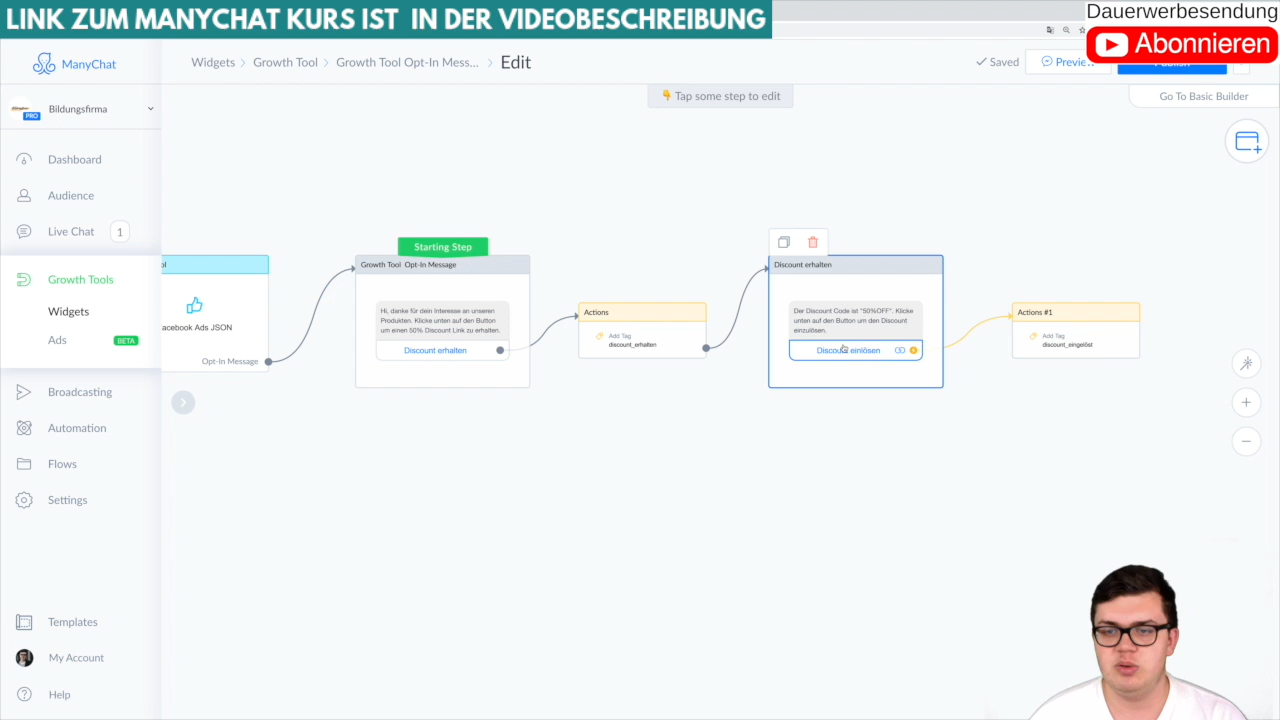 LINK ZUM MANYCHAT KURS IST IN DER VIDEOBESCHREIBUNG
Dauerwerbesendung
Abonnieren
ManyChat
Widgets
Growth Tool
Growth Tool Opt-In Mess...
Edit
Saved
Go To Basic Builder
Tap some step to edit
Bildungsfirma
PRO
Dashboard
Audience
Live Chat
1
Growth Tools
Widgets
Ads
BETA
Broadcasting
Automation
Flows
Settings
Templates
My Account
Help
acebook Ads JSON
Opt-In Message
Starting Step
Growth Tool Opt-In Message
Hi, danke für dein Interesse an unseren
Produkten. Klicke unten auf den Button
um einen 50% Discount Link zu erhalten.
Discount erhalten
Actions
Add Tag
discount_erhalten
Discount erhalten
Der Discount Code ist "50%OFF". Klicke
unten auf den Button um den Discount
einzulösen.
Discount einlösen
Actions #1
Add Tag
discount_eingelöst